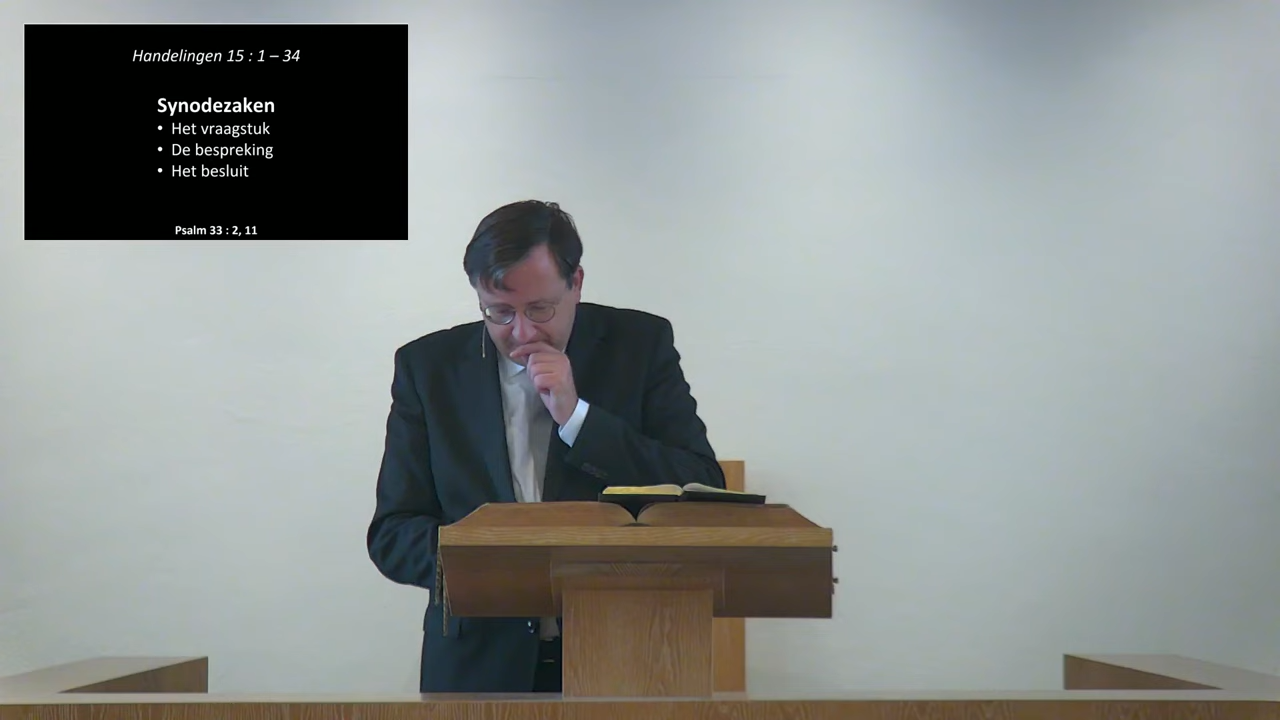 Handelingen 15 : 1 – 34
Synodezaken
• Het vraagstuk
• De bespreking
• Het besluit
Psalm 33 : 2, 11